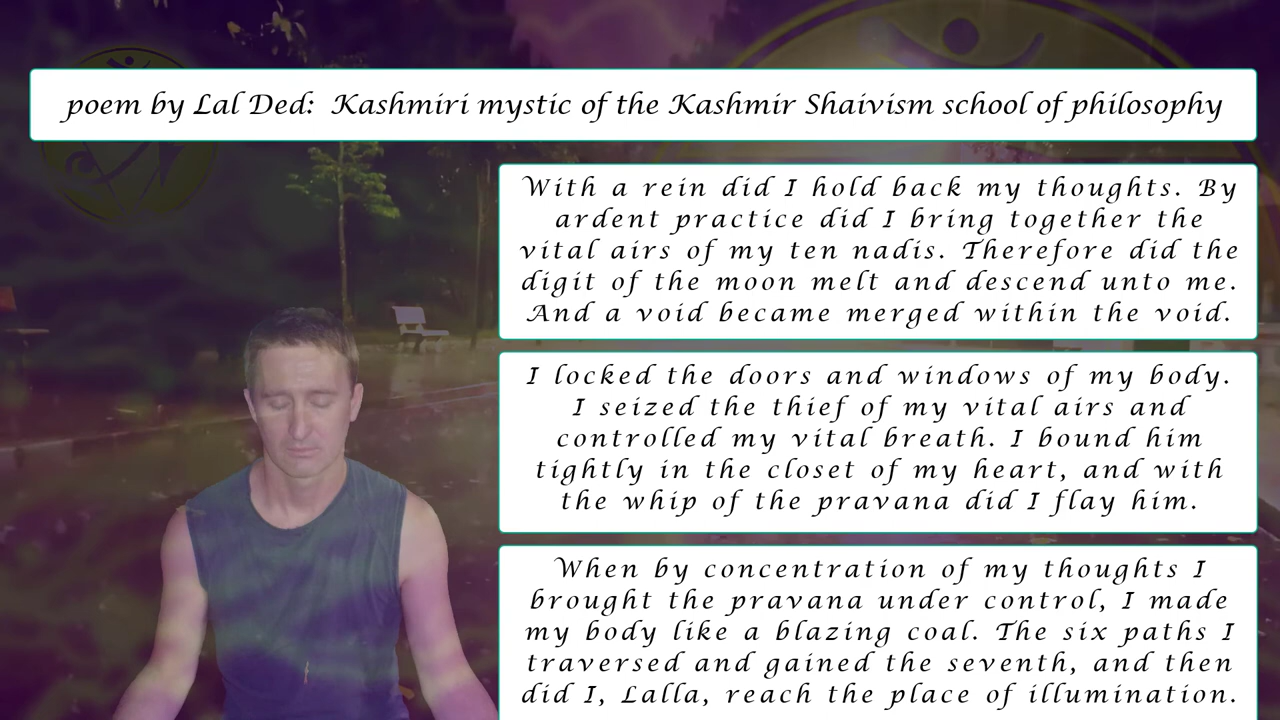 poem by Lal Ded: Kashmiri mystic of the Kashmir Shaivism school of philosophy
With a rein did I hold back my thoughts. By
ardent practice did I bring together the
vital airs of my ten nadis. Therefore did the
digit of the moon melt and descend unto me.
And a void became merged within the void.
I locked the doors and windows of my body.
I seized the thief of my vital airs and
controlled my vital breath. I bound him
tightly in the closet of my heart, and with
the whip of the pravana did I flay him.
When by concentration of my thoughts I
brought the pravana under control, I made
my body like a blazing coal. The six paths I
traversed and gained the seventh, and then
did I, Lalla, reach the place of illumination.